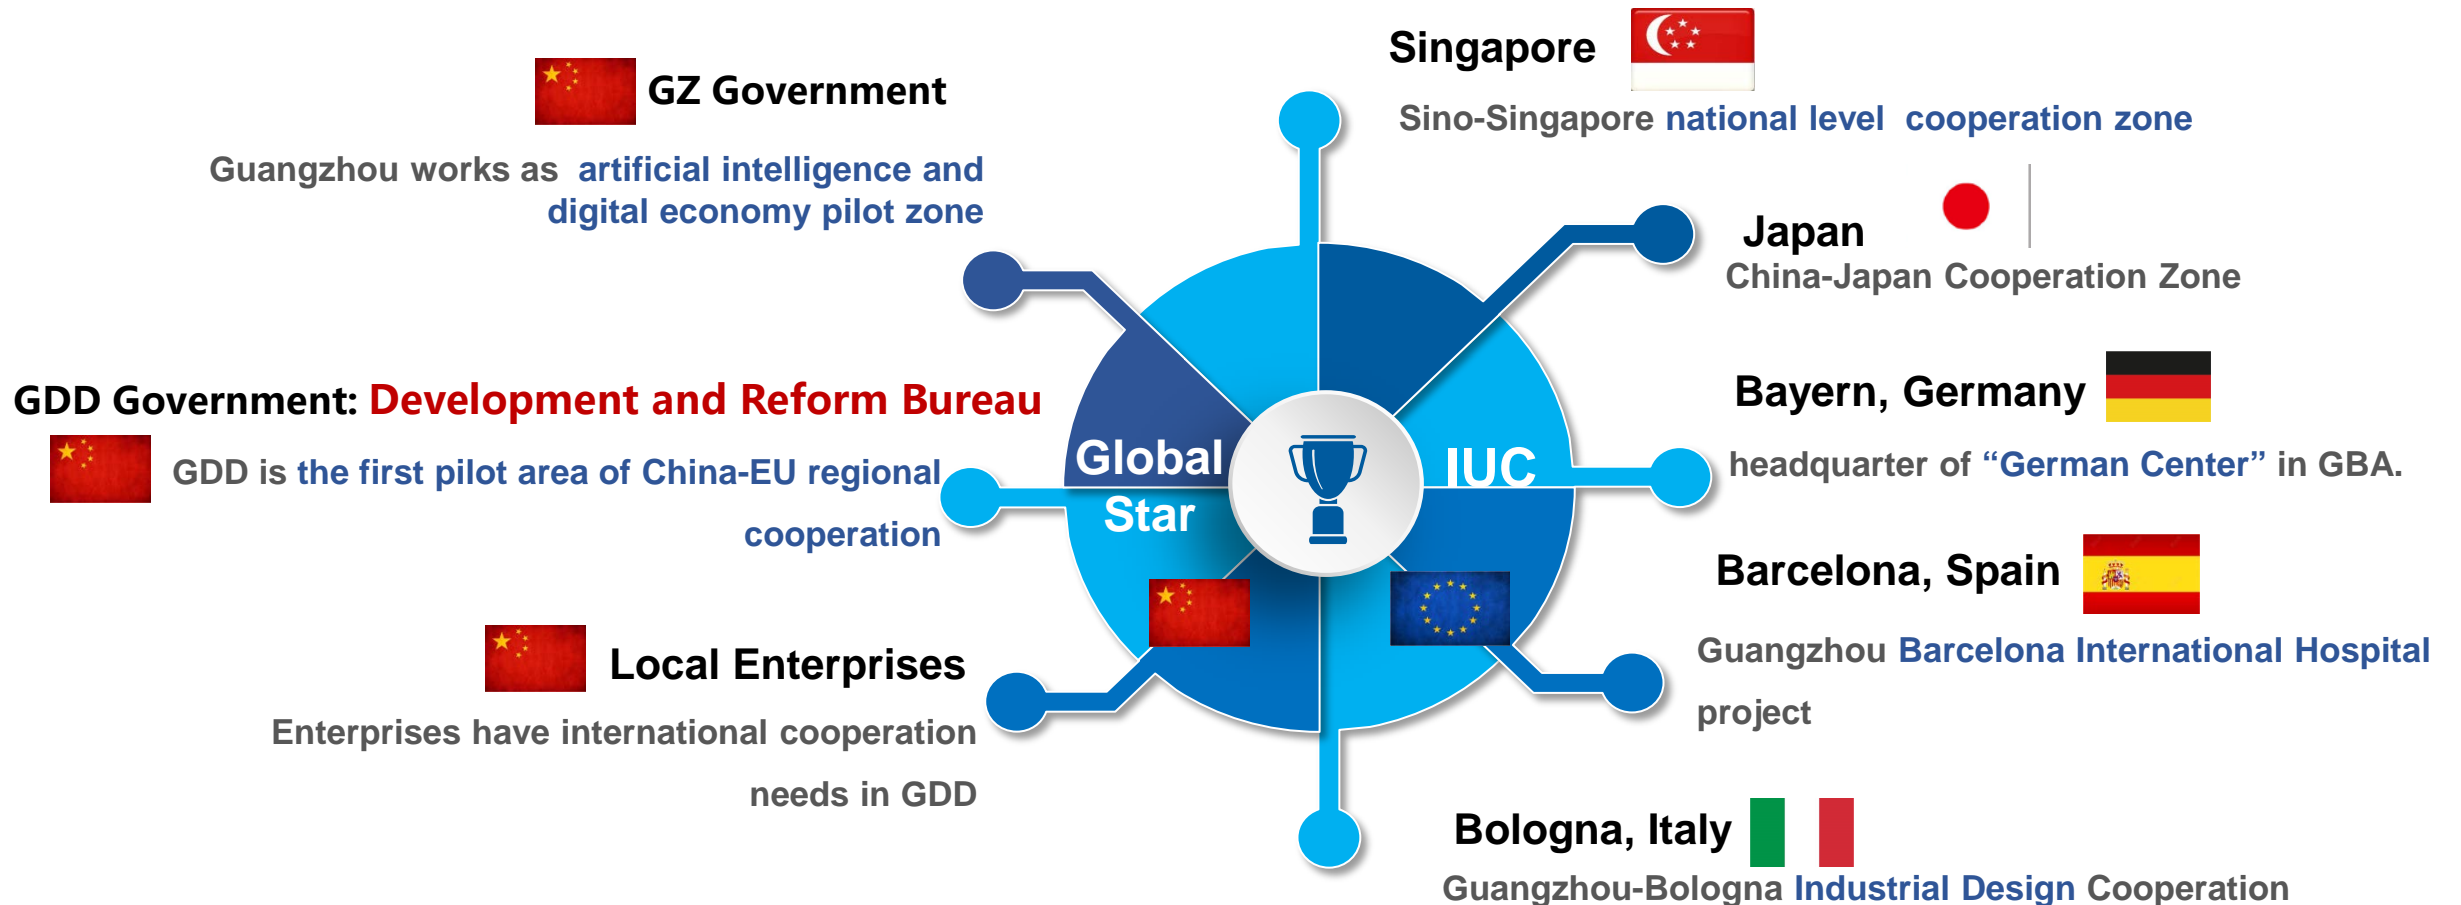 GZ Government
Guangzhou works as artificial intelligence and
digital economy pilot zone
GDD Government: Development and Reform Bureau
GDD is the first pilot area of China-EU regional
cooperation
Local Enterprises
Enterprises have international cooperation
needs in GDD
Global
Star
IUC
Singapore
Sino-Singapore national level cooperation zone
Japan
China-Japan Cooperation Zone
Bayern, Germany
headquarter of “German Center” in GBA.
Barcelona, Spain
Guangzhou Barcelona International Hospital
project
Bologna, Italy
Guangzhou-Bologna Industrial Design Cooperation